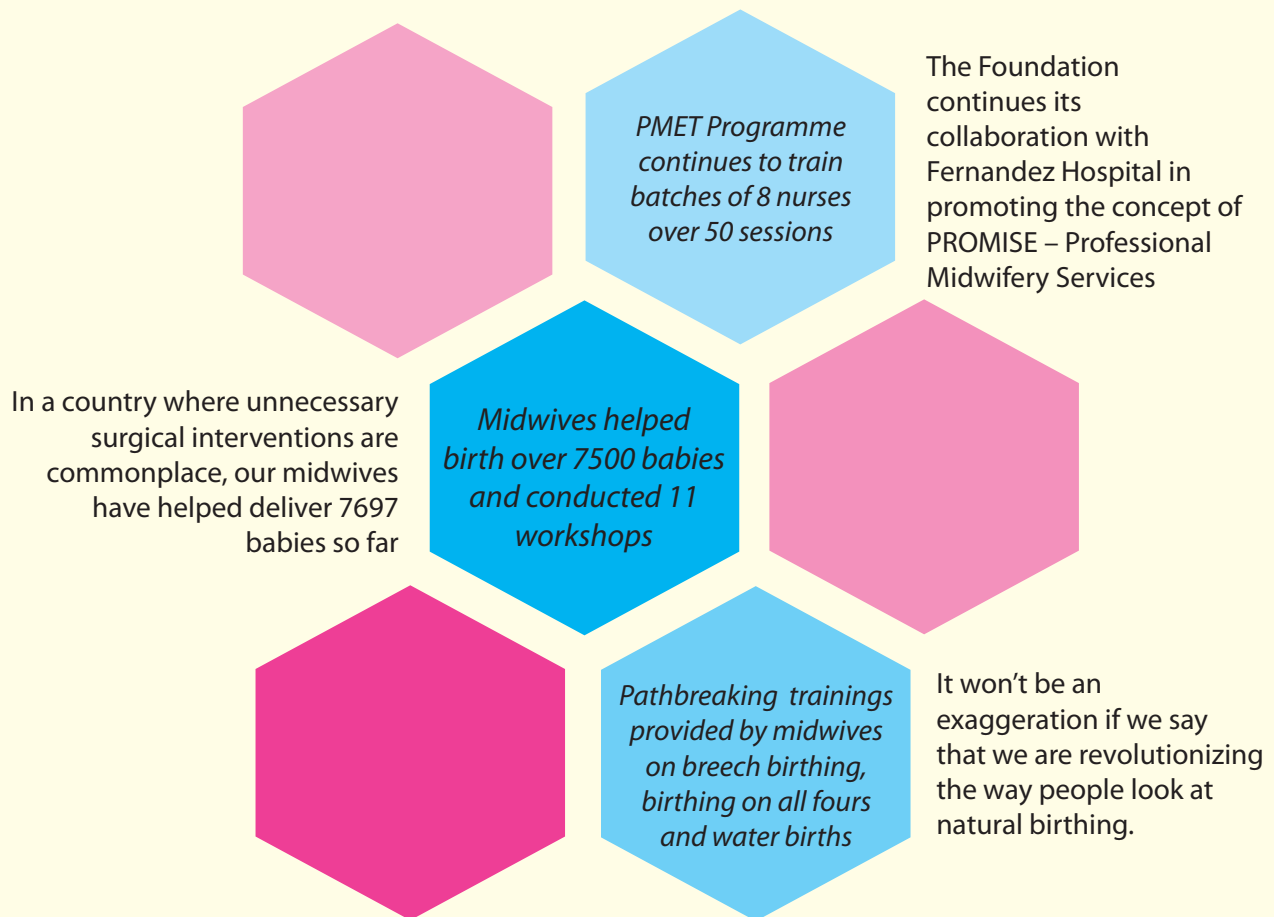 PMET Programme
continues to train
batches of 8 nurses
over 50 sessions
The Foundation
continues its
collaboration with
Fernandez Hospital in
promoting the concept of
PROMISE – Professional
Midwifery Services
In a country where unnecessary
surgical interventions are
commonplace, our midwives
have helped deliver 7697
babies so far
Midwives helped
birth over 7500 babies
and conducted 11
workshops
Pathbreaking trainings
provided by midwives
on breech birthing,
birthing on all fours
and water births
It won’t be an
exaggeration if we say
that we are revolutionizing
the way people look at
natural birthing.